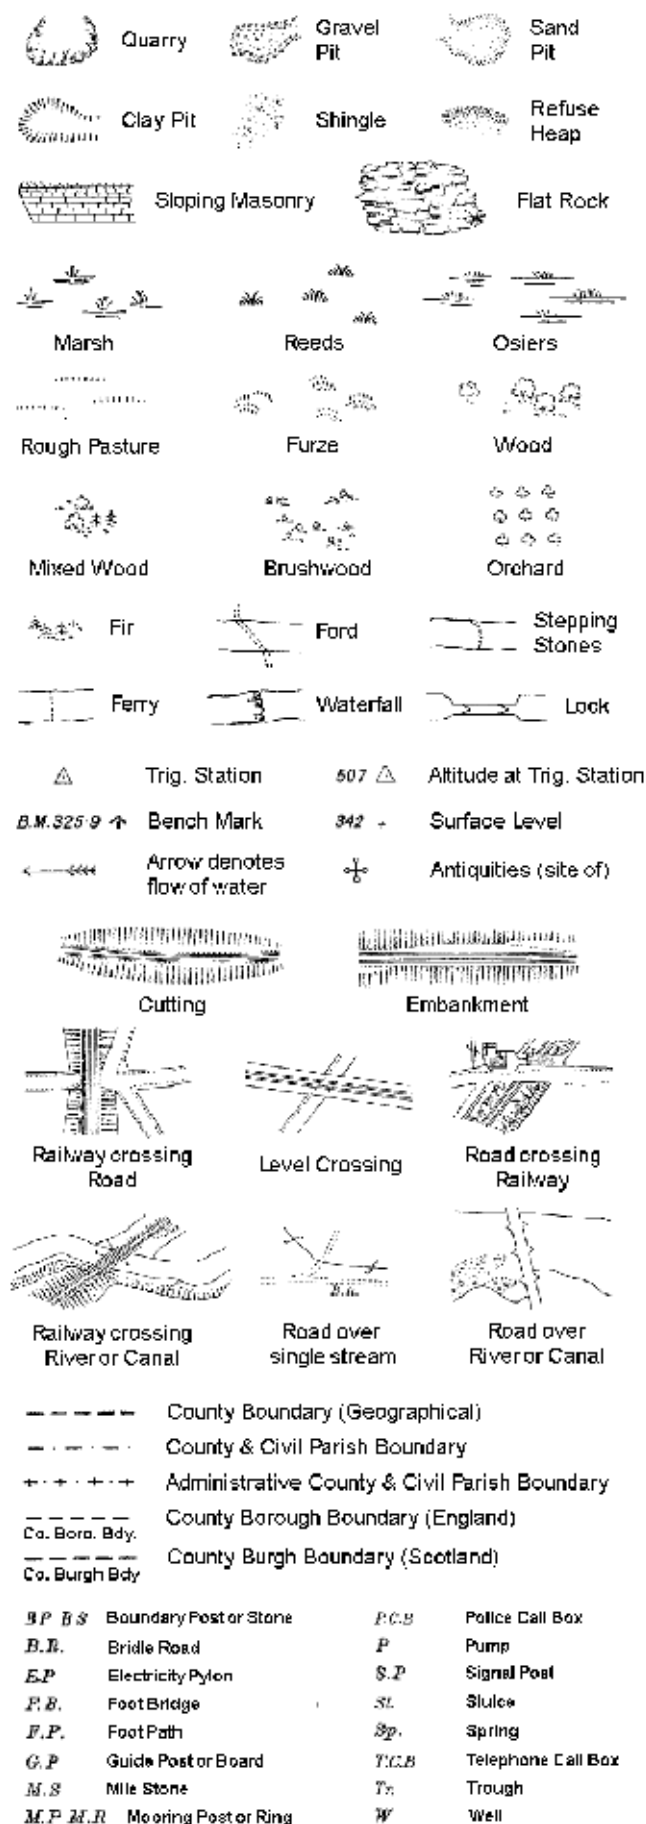 Quarry
Gravel
Pit
Sand
Pit
Clay Pit
Shingle
Refuse
Heap
Sloping Masonry
Flat Rock
Marsh
Reeds
Osiers
Rough Pasture
Furze
Wood
Mixed Wood
Brushwood
Orchard
Fir
Ford
Stepping
Stones
Ferry
Waterfall
Lock
Trig. Station
507 Altitude at Trig. Station
B.M.325·9 Bench Mark
342 Surface Level
Arrow denotes
flow of water
Antiquities (site of)
Cutting
Embankment
Railway crossing
Road
Level Crossing
Road crossing
Railway
Railway crossing
River or Canal
B.R.
Road over
single stream
Road over
River or Canal
County Boundary (Geographical)
County & Civil Parish Boundary
Administrative County & Civil Parish Boundary
County Borough Boundary (England)
Co. Boro. Bdy.
County Burgh Boundary (Scotland)
Co. Burgh Bdy
B P B S Boundary Post or Stone
B.R. Bridle Road
E.P Electricity Pylon
F.B. Foot Bridge
F.P. Foot Path
G.P Guide Post or Board
M.S Mile Stone
M.P M.R Mooring Post or Ring
P.C.B Police Call Box
P Pump
S.P Signal Post
Sl. Sluice
Sp. Spring
T.C.B Telephone Call Box
Tr. Trough
W Well